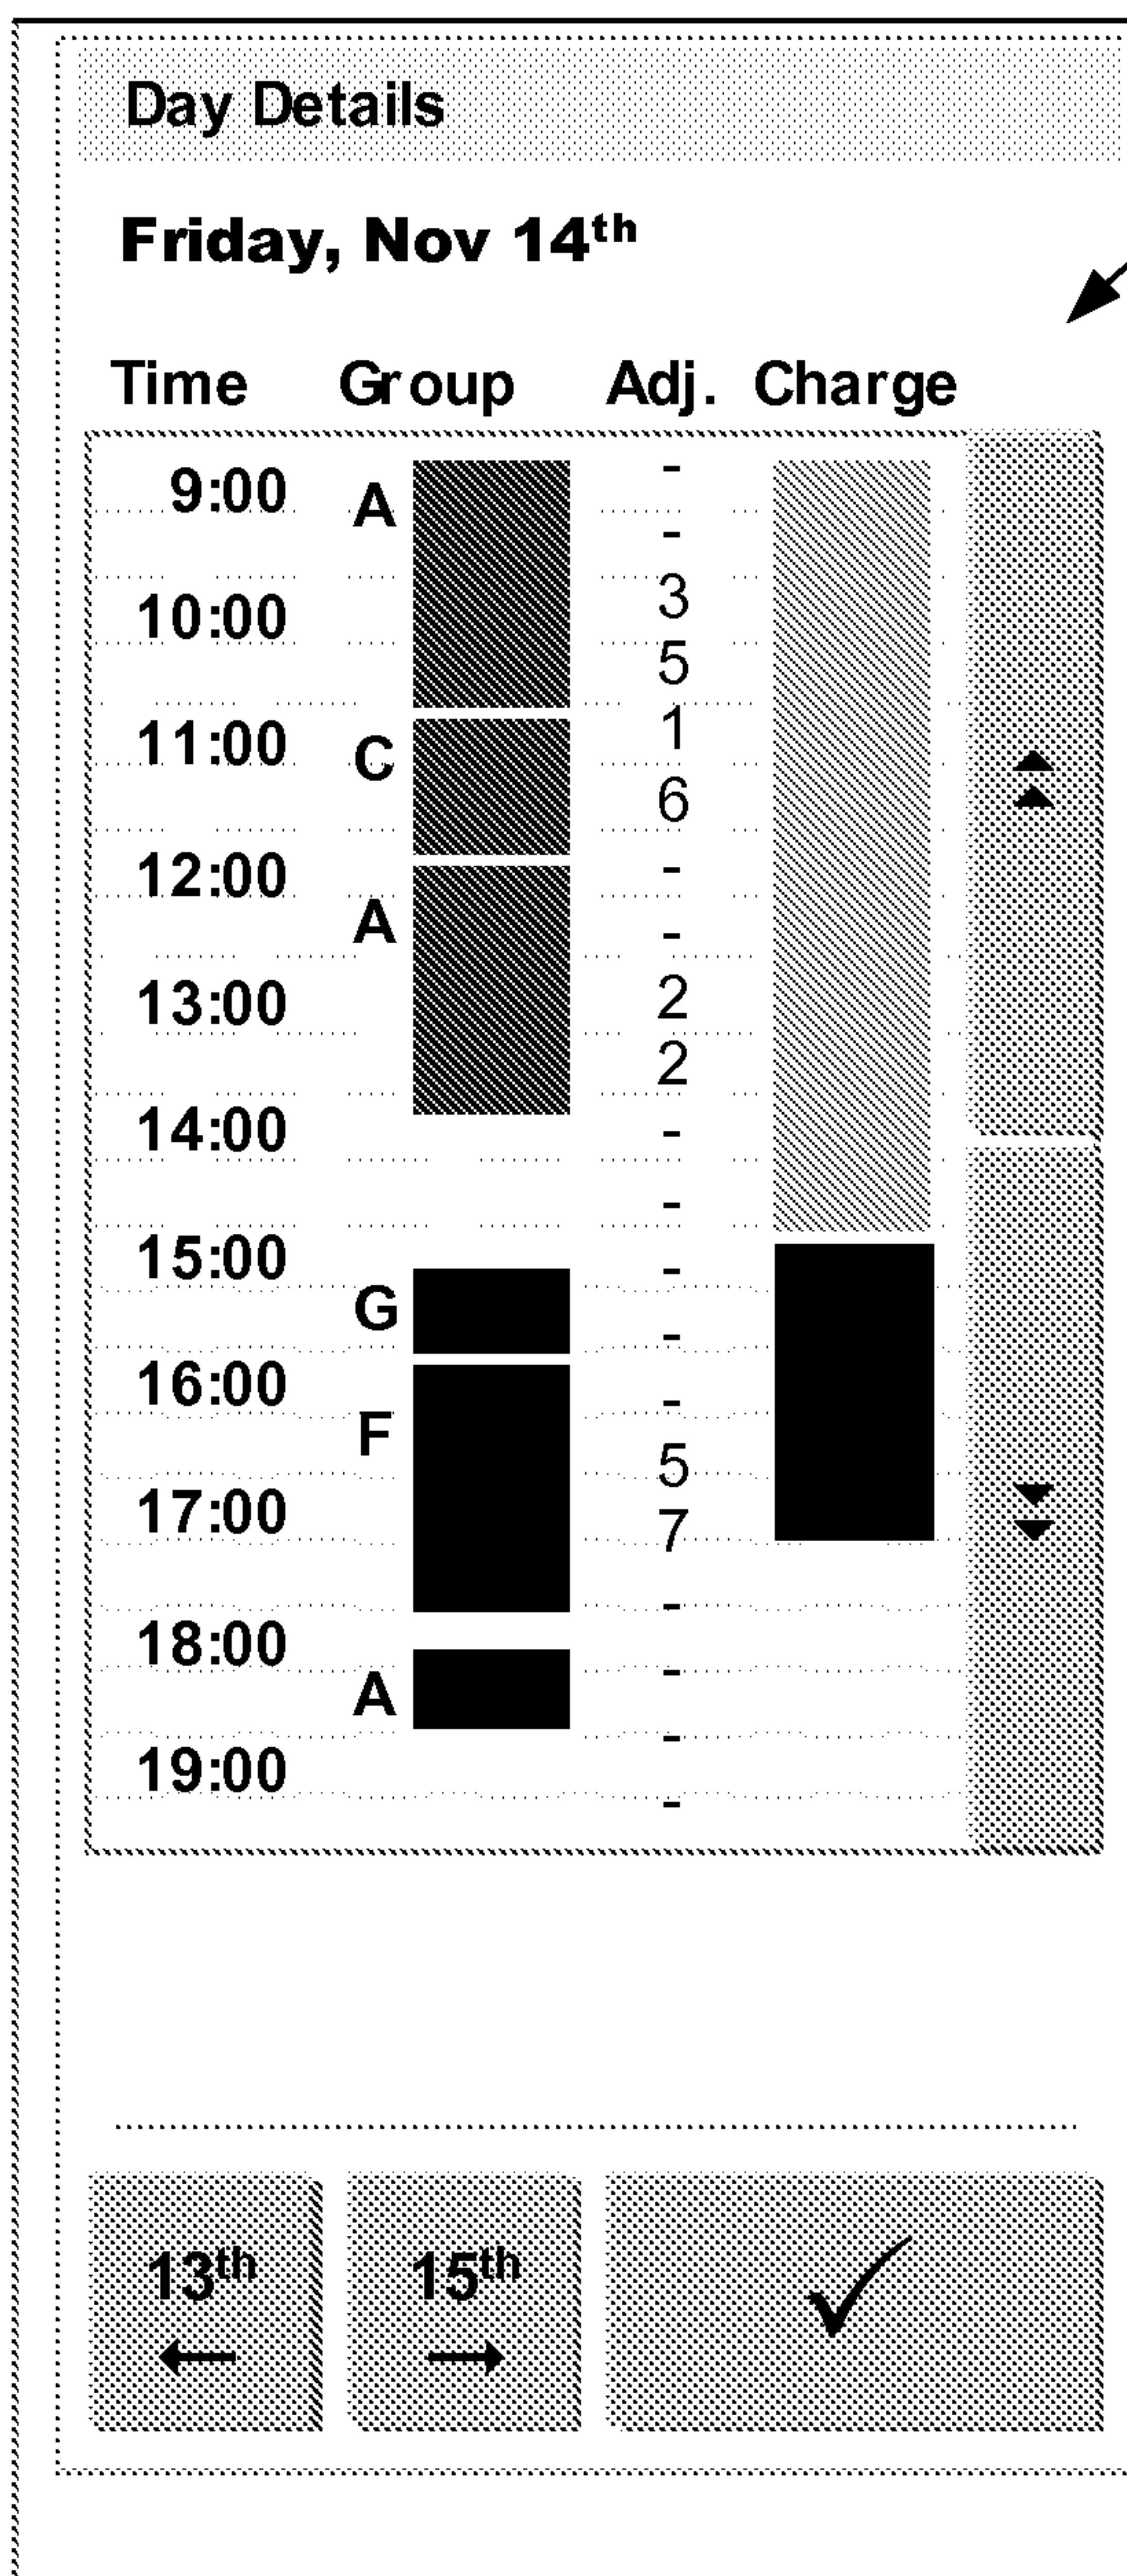 Day Details
Friday, Nov 14th
Time Group Adj. Charge
9:00 A -
-
10:00 3
5
11:00 C 1
6
12:00 -
A -
13:00 2
2
14:00 -
-
15:00 -
G -
16:00 -
F 5
17:00 7
-
18:00 -
A -
19:00 -
13th 15th